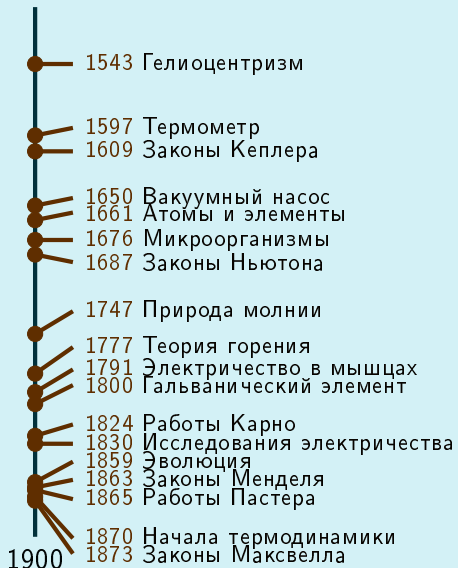 1543 Гелиоцентризм
1597 Термометр
1609 Законы Кеплера
1650 Вакуумный насос
1661 Атомы и элементы
1676 Микроорганизмы
1687 Законы Ньютона
1747 Природа молнии
1777 Теория горения
1791 Электричество в мышцах
1800 Гальванический элемент
1824 Работы Карно
1830 Исследования электричества
1859 Эволюция
1863 Законы Менделя
1865 Работы Пастера
1870 Начала термодинамики
1873 Законы Максвелла
1900